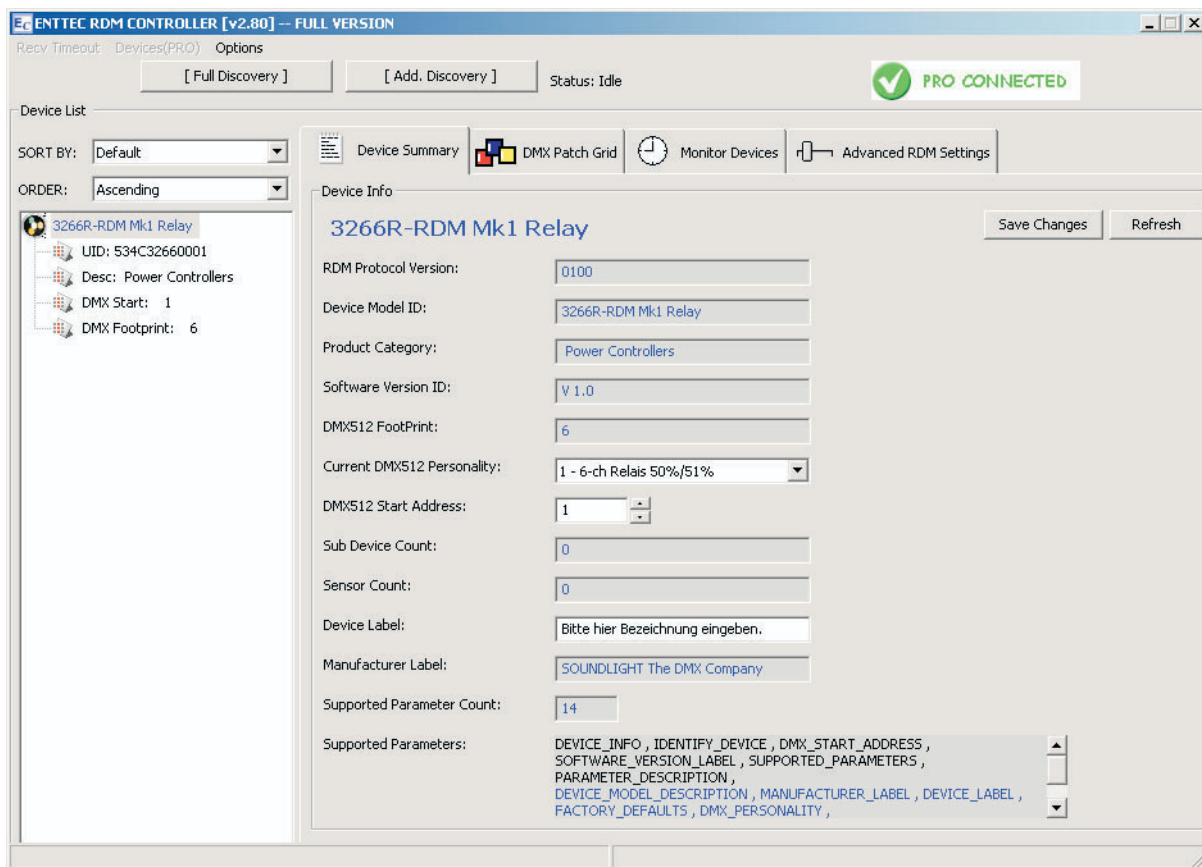 EC ENTTEC RDM CONTROLLER [v2.80] -- FULL VERSION
Recv Timeout Devices(PRO) Options
[ Full Discovery ] [ Add. Discovery ] Status: Idle PRO CONNECTED
Device List
SORT BY: Default
ORDER: Ascending
3266R-RDM Mk1 Relay
UID: 534C32660001
Desc: Power Controllers
DMX Start: 1
DMX Footprint: 6
Device Summary DMX Patch Grid Monitor Devices Advanced RDM Settings
Device Info
3266R-RDM Mk1 Relay Save Changes Refresh
RDM Protocol Version: 0100
Device Model ID: 3266R-RDM Mk1 Relay
Product Category: Power Controllers
Software Version ID: V 1.0
DMX512 FootPrint: 6
Current DMX512 Personality: 1 - 6-ch Relais 50%/51%
DMX512 Start Address: 1
Sub Device Count: 0
Sensor Count: 0
Device Label: Bitte hier Bezeichnung eingeben.
Manufacturer Label: SOUNDLIGHT The DMX Company
Supported Parameter Count: 14
Supported Parameters: DEVICE_INFO , IDENTIFY_DEVICE , DMX_START_ADDRESS ,
SOFTWARE_VERSION_LABEL , SUPPORTED_PARAMETERS ,
PARAMETER_DESCRIPTION ,
DEVICE_MODEL_DESCRIPTION , MANUFACTURER_LABEL , DEVICE_LABEL ,
FACTORY_DEFAULTS , DMX_PERSONALITY ,